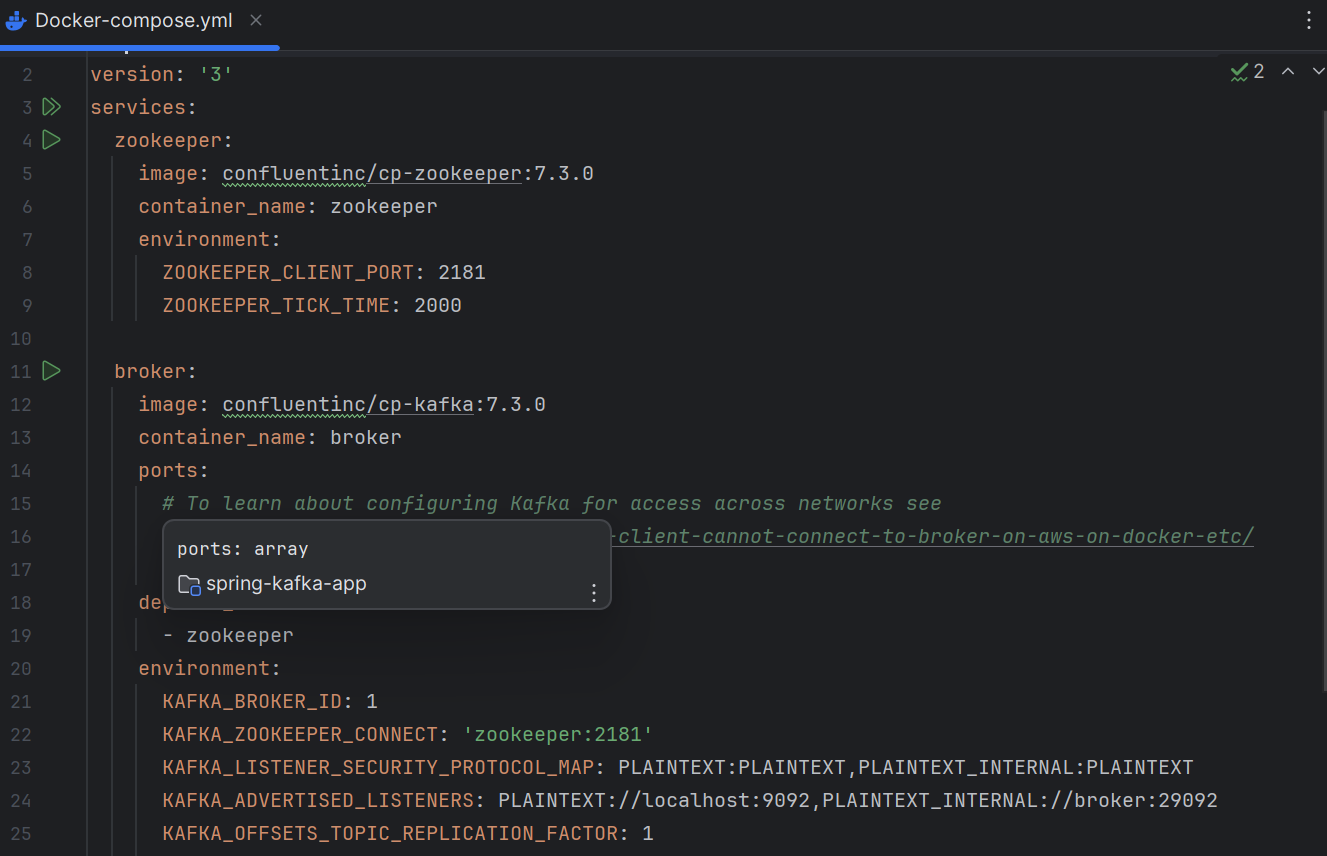 Docker-compose.yml
2 version: '3'
3 services:
4 zookeeper:
5 image: confluentinc/cp-zookeeper:7.3.0
6 container_name: zookeeper
7 environment:
8 ZOOKEEPER_CLIENT_PORT: 2181
9 ZOOKEEPER_TICK_TIME: 2000
10
11 broker:
12 image: confluentinc/cp-kafka:7.3.0
13 container_name: broker
14 ports:
15 # To learn about configuring Kafka for access across networks see
16 -client-cannot-connect-to-broker-on-aws-on-docker-etc/
17
18 de
19 - zookeeper
20 environment:
21 KAFKA_BROKER_ID: 1
22 KAFKA_ZOOKEEPER_CONNECT: 'zookeeper:2181'
23 KAFKA_LISTENER_SECURITY_PROTOCOL_MAP: PLAINTEXT:PLAINTEXT,PLAINTEXT_INTERNAL:PLAINTEXT
24 KAFKA_ADVERTISED_LISTENERS: PLAINTEXT://localhost:9092,PLAINTEXT_INTERNAL://broker:29092
25 KAFKA_OFFSETS_TOPIC_REPLICATION_FACTOR: 1
2
ports: array
spring-kafka-app